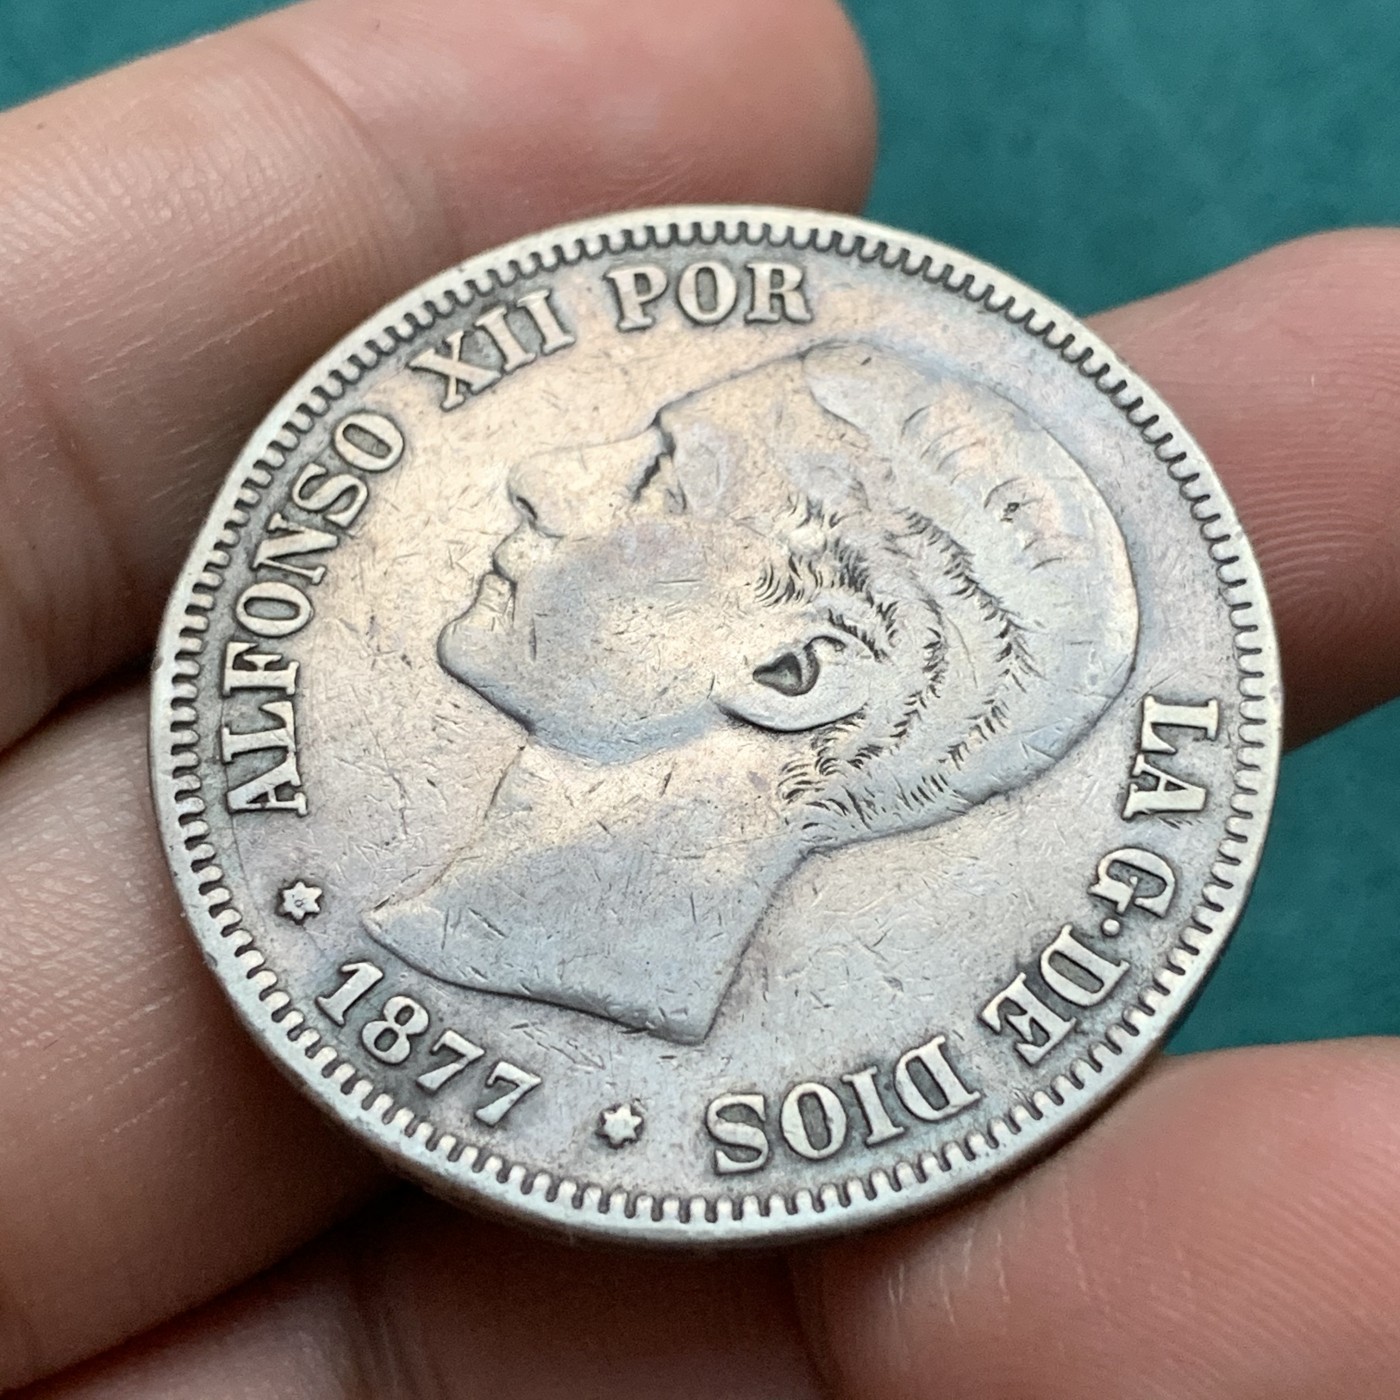 ALFONSO XII POR
LA G·DE DIOS
1877